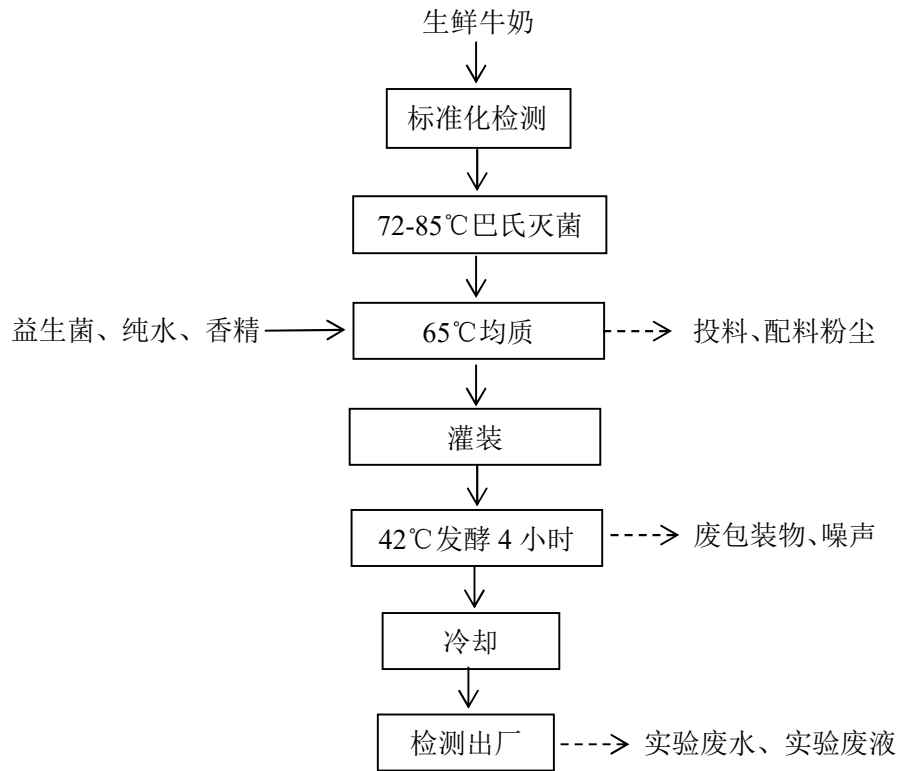 生鲜牛奶
标准化检测
72-85℃巴氏灭菌
益生菌、纯水、香精
65℃均质
投料、配料粉尘
灌装
42℃发酵 4 小时
废包装物、噪声
冷却
检测出厂
实验废水、实验废液